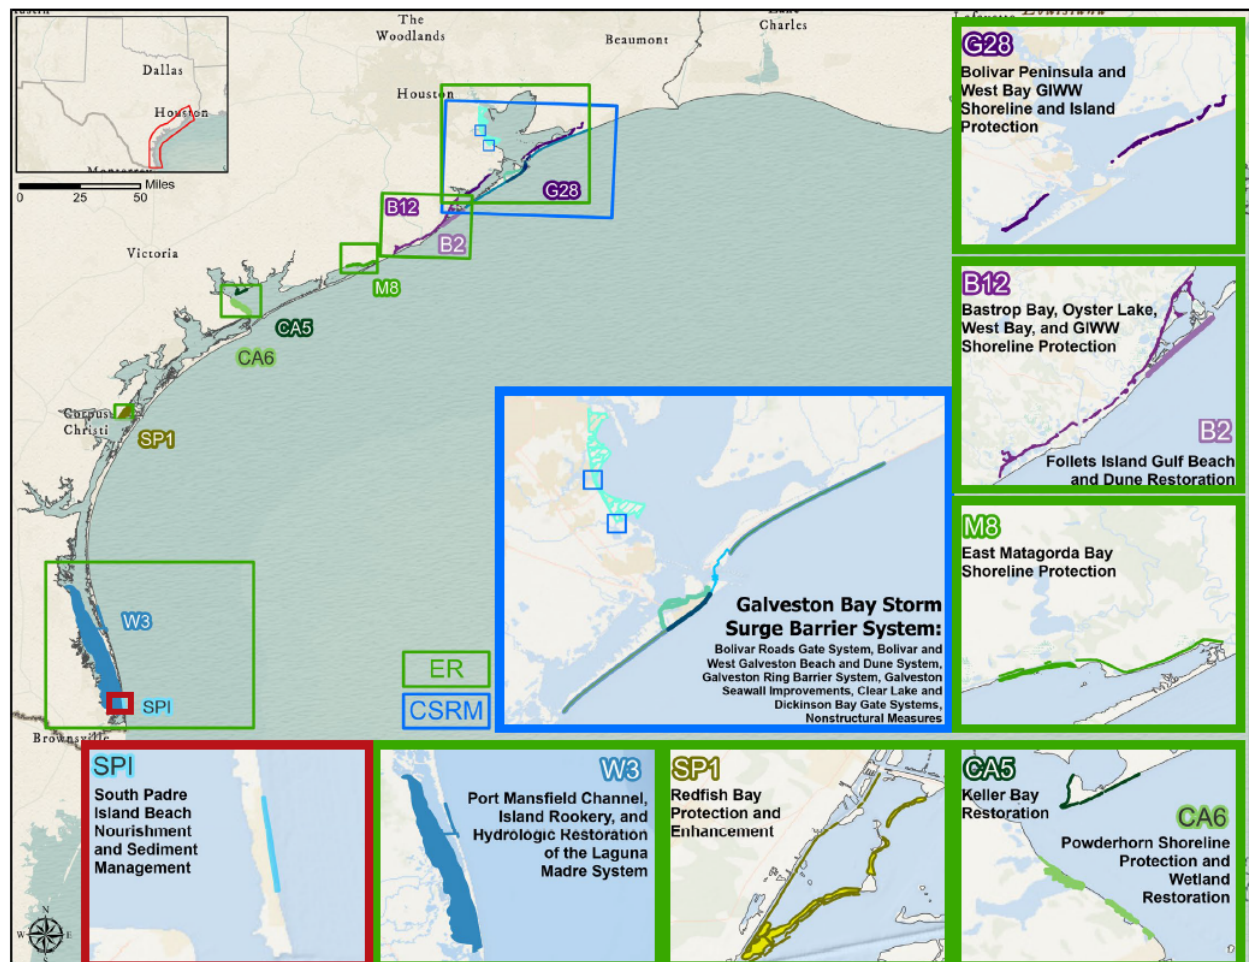 Austin
The
Woodlands
Beaumont
Lake
Charles
Lafayette
Louisiana
Dallas
Houston
Monterrey
Miles
0 25 50
Houston
G28
B12
B2
Victoria
M8
CA5
CA6
Corpus
Christi
SP1
W3
SPI
Brownsville
ER
CSRM
G28
Bolivar Peninsula and
West Bay GIWW
Shoreline and Island
Protection
B12
Bastrop Bay, Oyster Lake,
West Bay, and GIWW
Shoreline Protection
B2
Follets Island Gulf Beach
and Dune Restoration
M8
East Matagorda Bay
Shoreline Protection
Galveston Bay Storm
Surge Barrier System:
Bolivar Roads Gate System, Bolivar and
West Galveston Beach and Dune System,
Galveston Ring Barrier System, Galveston
Seawall Improvements, Clear Lake and
Dickinson Bay Gate Systems,
Nonstructural Measures
SPI
South Padre
Island Beach
Nourishment
and Sediment
Management
W3
Port Mansfield Channel,
Island Rookery, and
Hydrologic Restoration
of the Laguna
Madre System
SP1
Redfish Bay
Protection and
Enhancement
CA5
Keller Bay
Restoration
CA6
Powderhorn Shoreline
Protection and
Wetland
Restoration
N
W E
S